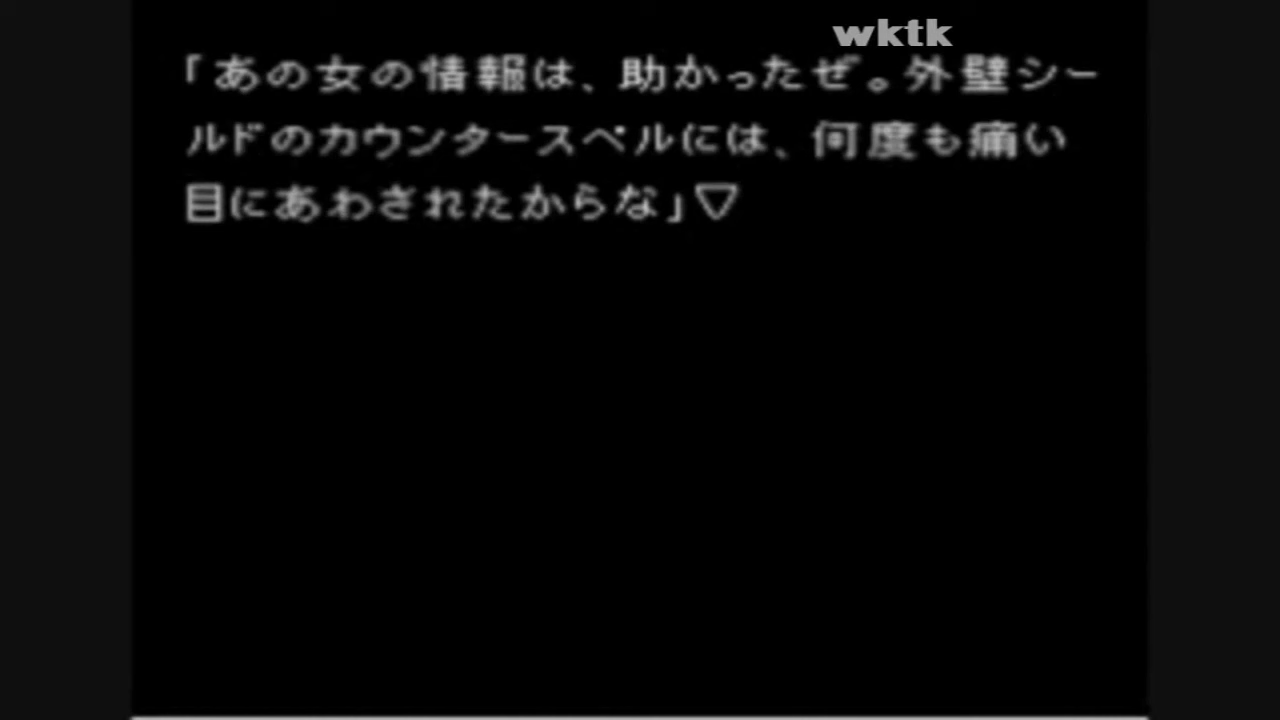 wktk
「あの女の情報は、助かったぜ。外壁シー
ルドのカウンタースペルには、何度も痛い
目にあわされたからな」▽